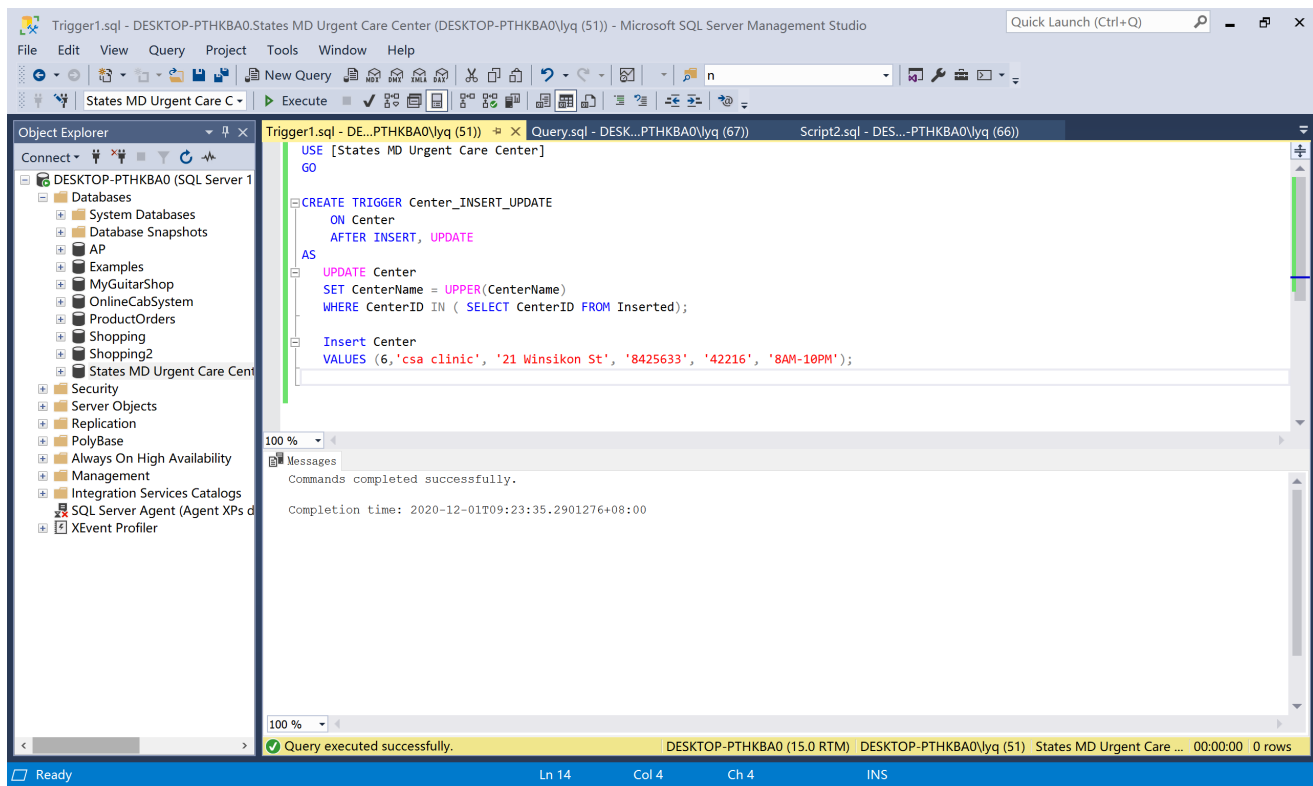 Trigger1.sql - DESKTOP-PTHKBA0.States MD Urgent Care Center (DESKTOP-PTHKBA0\lyq (51)) - Microsoft SQL Server Management Studio
Quick Launch (Ctrl+Q)
File Edit View Query Project Tools Window Help
New Query MDX DMX XMLA DAX n
States MD Urgent Care C Execute
Object Explorer
Connect
DESKTOP-PTHKBA0 (SQL Server 1
Databases
System Databases
Database Snapshots
AP
Examples
MyGuitarShop
OnlineCabSystem
ProductOrders
Shopping
Shopping2
States MD Urgent Care Cent
Security
Server Objects
Replication
PolyBase
Always On High Availability
Management
Integration Services Catalogs
SQL Server Agent (Agent XPs d
XEvent Profiler
Trigger1.sql - DE...PTHKBA0\lyq (51)) Query.sql - DESK...PTHKBA0\lyq (67)) Script2.sql - DES...-PTHKBA0\lyq (66))
USE [States MD Urgent Care Center]
GO
CREATE TRIGGER Center_INSERT_UPDATE
ON Center
AFTER INSERT, UPDATE
AS
UPDATE Center
SET CenterName = UPPER(CenterName)
WHERE CenterID IN ( SELECT CenterID FROM Inserted);
Insert Center
VALUES (6,'csa clinic', '21 Winsikon St', '8425633', '42216', '8AM-10PM');
100 %
Messages
Commands completed successfully.
Completion time: 2020-12-01T09:23:35.2901276+08:00
100 %
Query executed successfully. DESKTOP-PTHKBA0 (15.0 RTM) DESKTOP-PTHKBA0\lyq (51) States MD Urgent Care ... 00:00:00 0 rows
Ready Ln 14 Col 4 Ch 4 INS